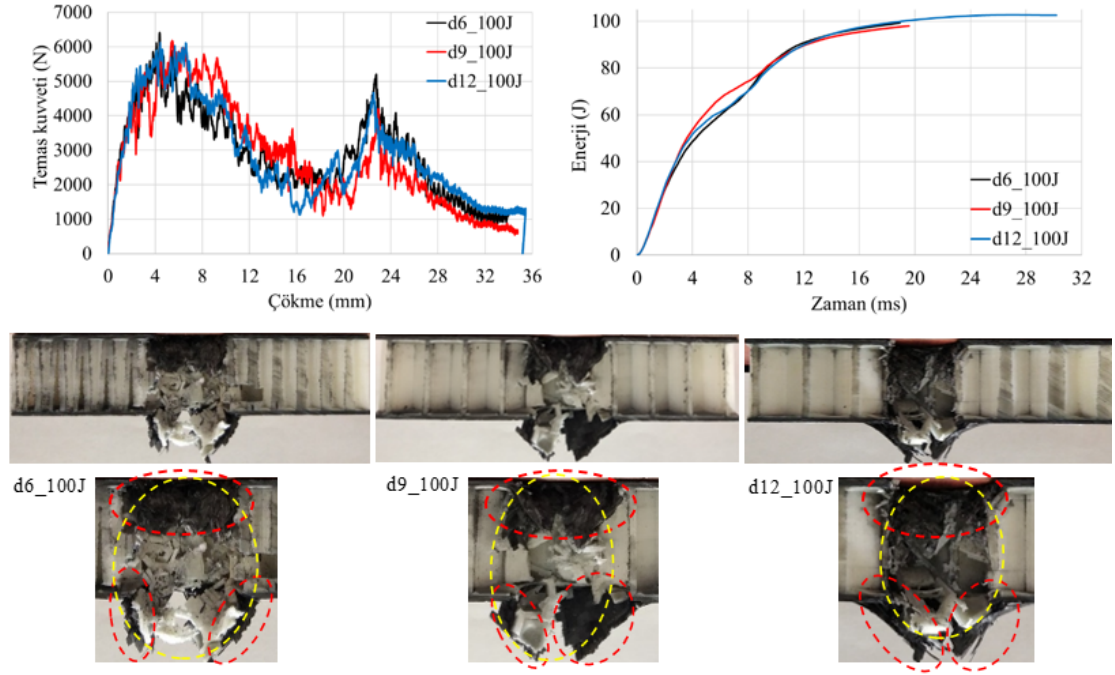 Temas kuvveti (N)
7000
6000
5000
4000
3000
2000
1000
0
0 4 8 12 16 20 24 28 32 36
Çökme (mm)
d6_100J
d9_100J
d12_100J
Enerji (J)
100
80
60
40
20
0
0 4 8 12 16 20 24 28 32
Zaman (ms)
d6_100J
d9_100J
d12_100J
d6_100J
d9_100J
d12_100J